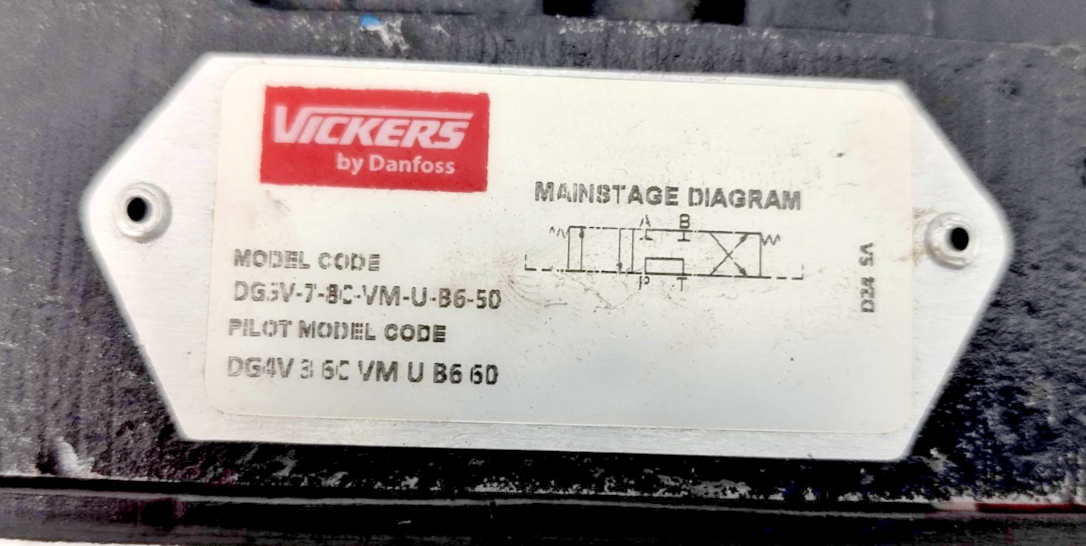 VICKERS
by Danfoss
MAINSTAGE DIAGRAM
A B
P T
MODEL CODE
DG5V-7-8C-VM-U-B6-50
PILOT MODEL CODE
DG4V 3 6C VM U B6 60
V5 D24